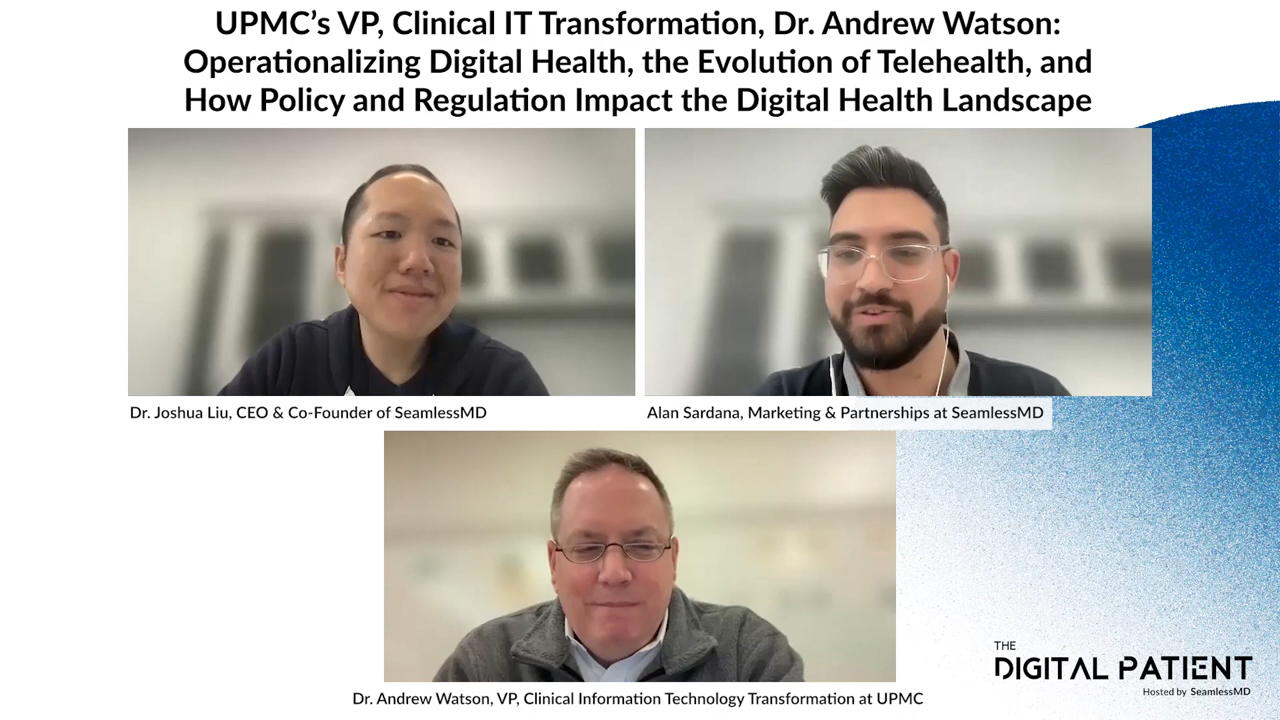 UPMC’s VP, Clinical IT Transformation, Dr. Andrew Watson:
Operationalizing Digital Health, the Evolution of Telehealth, and
How Policy and Regulation Impact the Digital Health Landscape
Dr. Joshua Liu, CEO & Co-Founder of SeamlessMD
Alan Sardana, Marketing & Partnerships at SeamlessMD
Dr. Andrew Watson, VP, Clinical Information Technology Transformation at UPMC
THE
DIGITAL PATIENT
Hosted by SeamlessMD